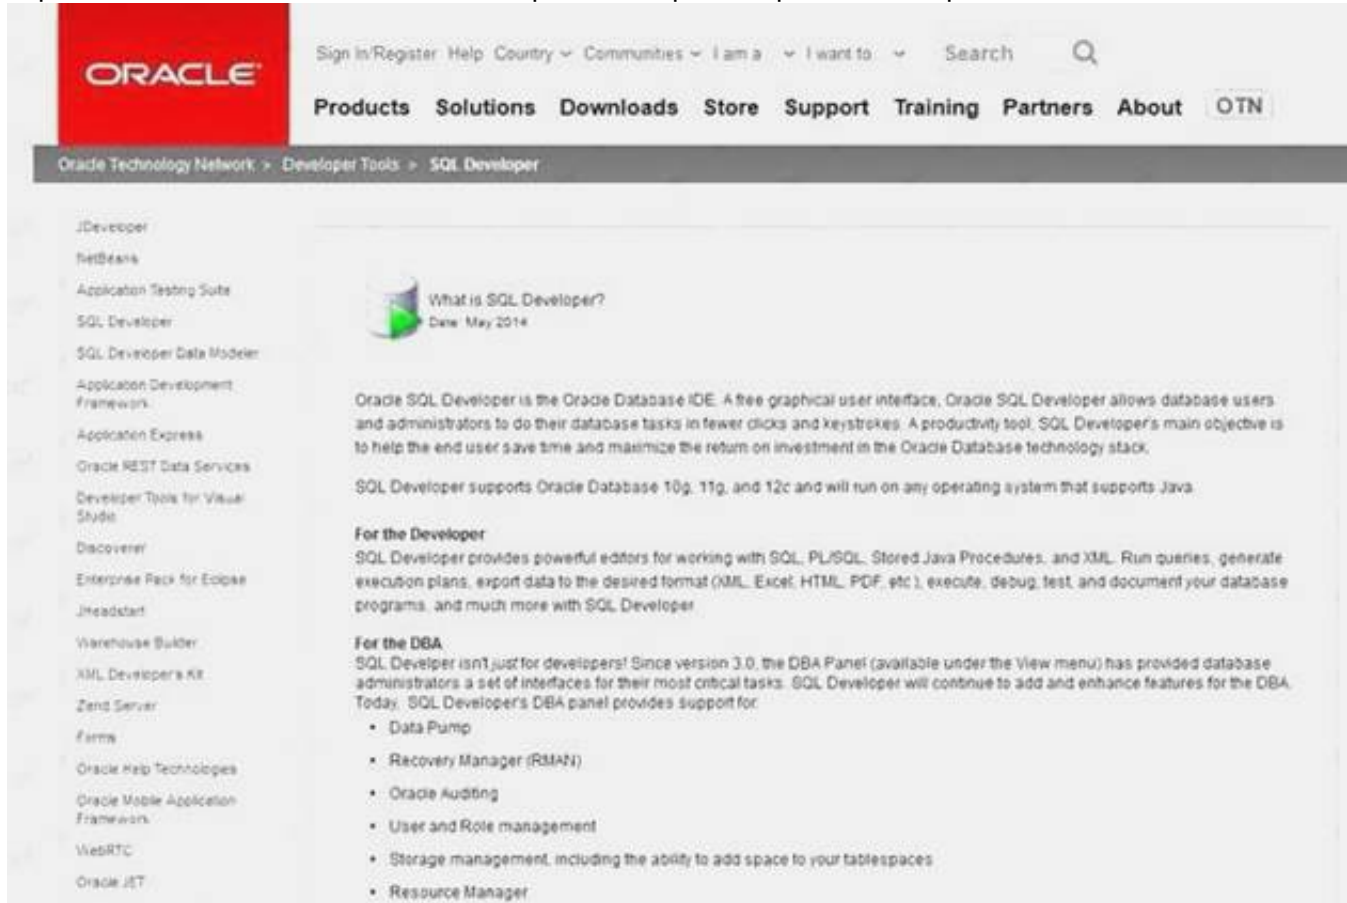 ORACLE
Sign In/Register Help Country Communities I am a I want to Search
Products Solutions Downloads Store Support Training Partners About OTN
Oracle Technology Network > Developer Tools > SQL Developer
JDeveloper
NetBeans
Application Testing Suite
SQL Developer
SQL Developer Data Modeler
Application Development
Framework
Application Express
Oracle REST Data Services
Developer Tools for Visual
Studio
Discoverer
Enterprise Pack for Eclipse
JHeadstart
Warehouse Builder
XML Developer's Kit
Zend Server
Forms
Oracle Help Technologies
Oracle Mobile Application
Framework
WebRTC
Oracle JET
What is SQL Developer?
Date: May 2014
Oracle SQL Developer is the Oracle Database IDE. A free graphical user interface, Oracle SQL Developer allows database users
and administrators to do their database tasks in fewer clicks and keystrokes. A productivity tool, SQL Developer's main objective is
to help the end user save time and maximize the return on investment in the Oracle Database technology stack.
SQL Developer supports Oracle Database 10g, 11g, and 12c and will run on any operating system that supports Java.
For the Developer
SQL Developer provides powerful editors for working with SQL, PL/SQL, Stored Java Procedures, and XML. Run queries, generate
execution plans, export data to the desired format (XML, Excel, HTML, PDF, etc.), execute, debug, test, and document your database
programs, and much more with SQL Developer.
For the DBA
SQL Develper isn't just for developers! Since version 3.0, the DBA Panel (available under the View menu) has provided database
administrators a set of interfaces for their most critical tasks. SQL Developer will continue to add and enhance features for the DBA.
Today, SQL Developer's DBA panel provides support for:
• Data Pump
• Recovery Manager (RMAN)
• Oracle Auditing
• User and Role management
• Storage management, including the ability to add space to your tablespaces
• Resource Manager